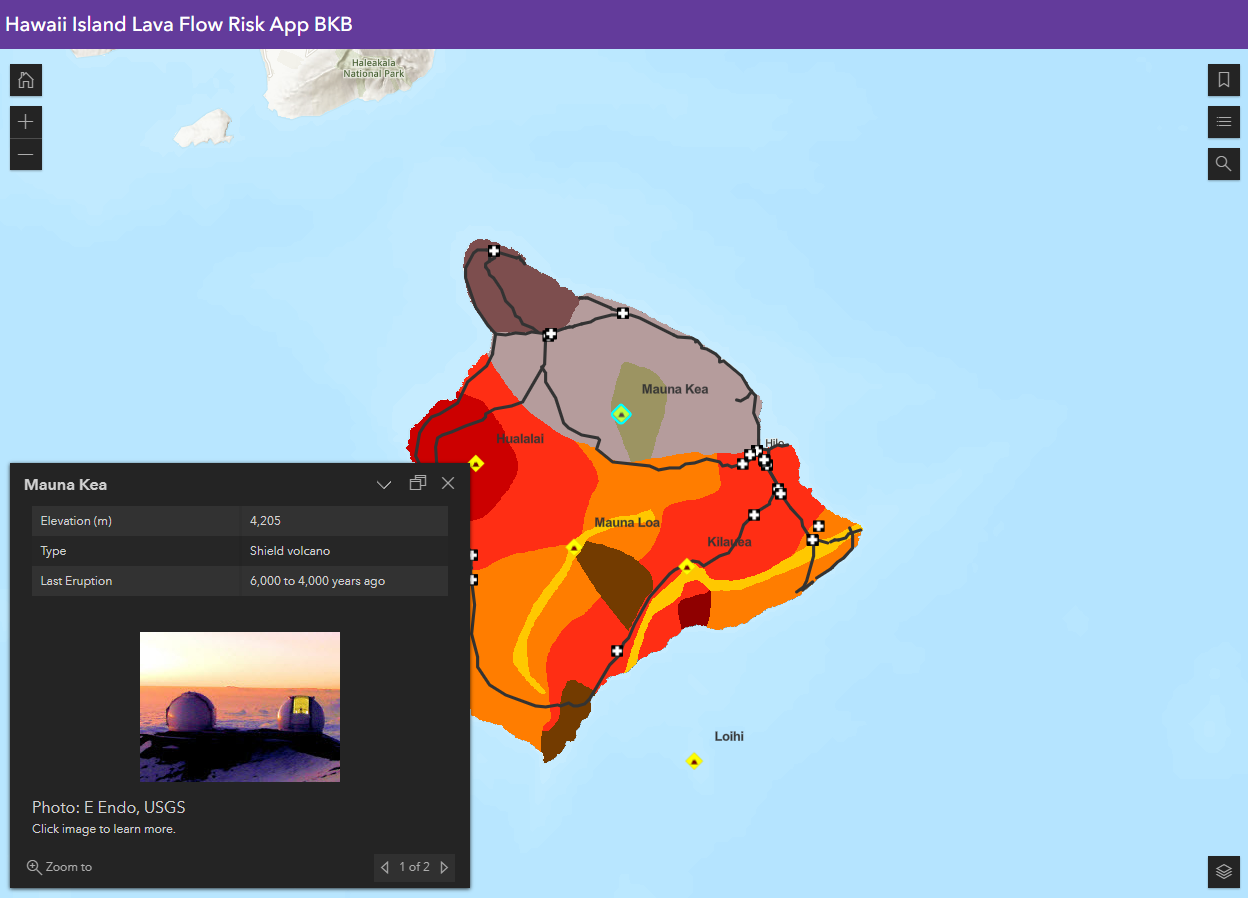 Hawaii Island Lava Flow Risk App BKB
Haleakala
National Park
Mauna Kea
Hualalai
Hilo
Mauna Loa
Kilauea
Loihi
Mauna Kea
Elevation (m) 4,205
Type Shield volcano
Last Eruption 6,000 to 4,000 years ago
Photo: E Endo, USGS
Click image to learn more.
Zoom to 1 of 2